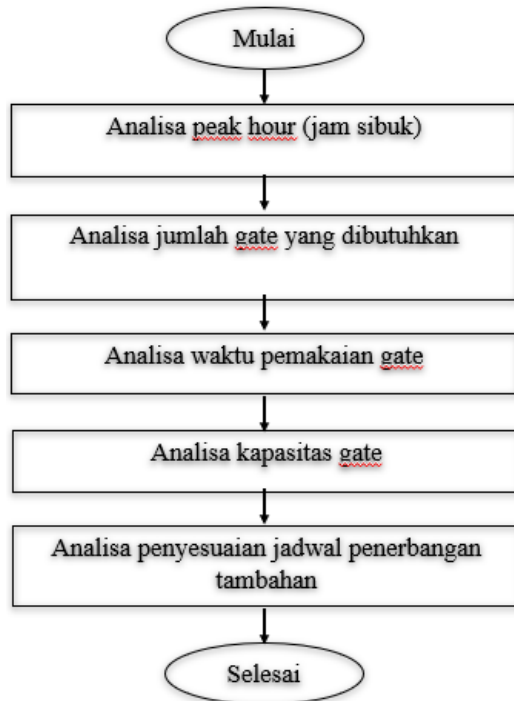 Mulai
Analisa peak hour (jam sibuk)
Analisa jumlah gate yang dibutuhkan
Analisa waktu pemakaian gate
Analisa kapasitas gate
Analisa penyesuaian jadwal penerbangan
tambahan
Selesai